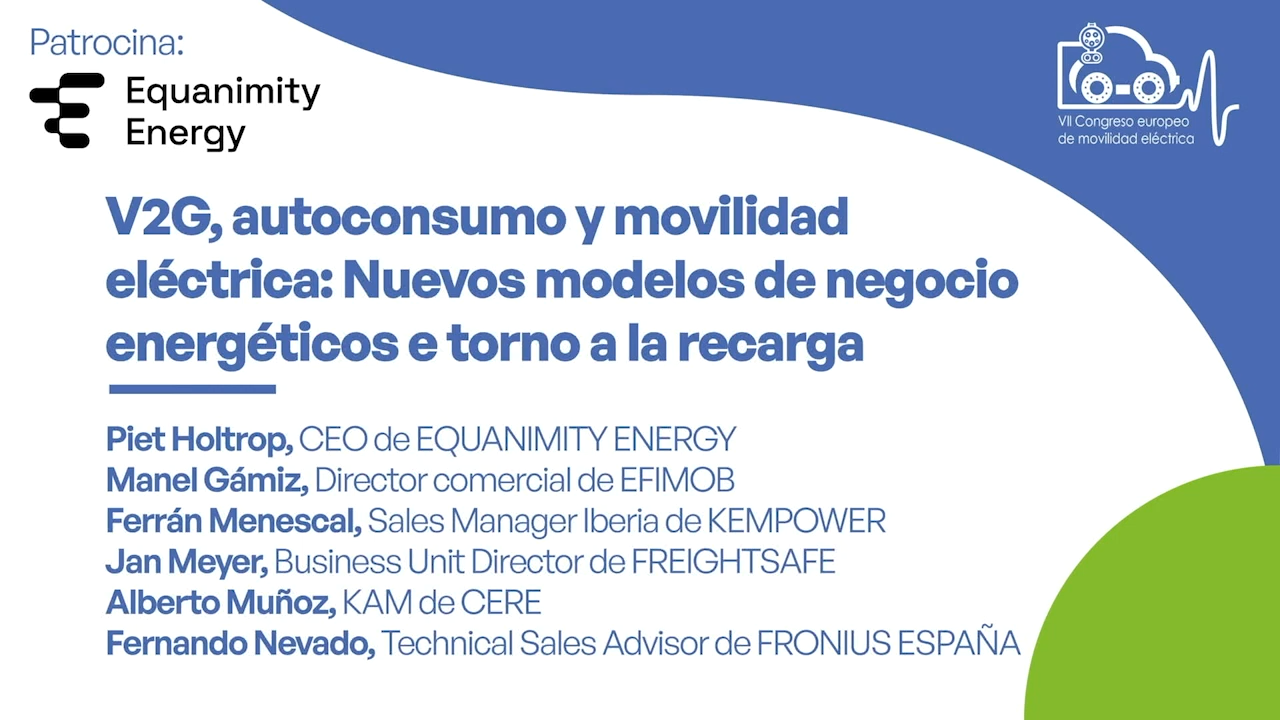 Patrocina:
Equanimity
Energy
VII Congreso europeo
de movilidad eléctrica
V2G, autoconsumo y movilidad
eléctrica: Nuevos modelos de negocio
energéticos e torno a la recarga
Piet Holtrop, CEO de EQUANIMITY ENERGY
Manel Gámiz, Director comercial de EFIMOB
Ferrán Menescal, Sales Manager Iberia de KEMPOWER
Jan Meyer, Business Unit Director de FREIGHTSAFE
Alberto Muñoz, KAM de CERE
Fernando Nevado, Technical Sales Advisor de FRONIUS ESPAÑA